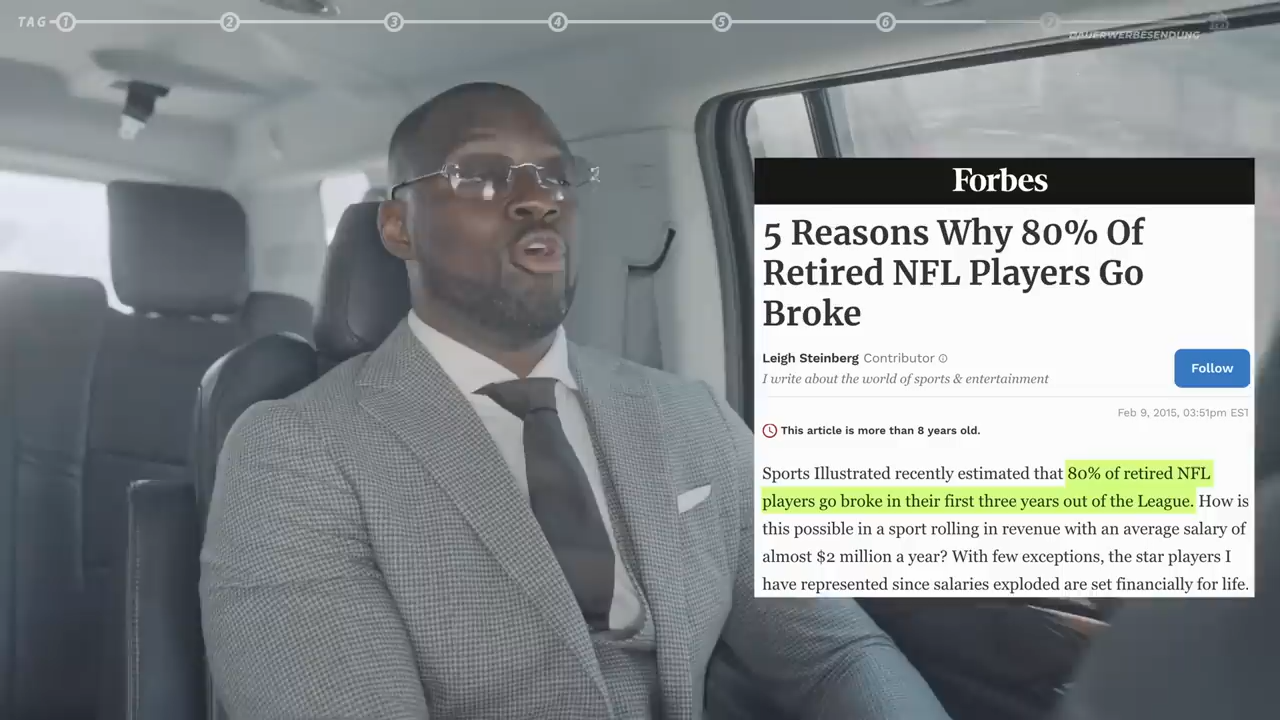 TAG 1 2 3 4 5 6 7
DAUERWERBESENDUNG
Forbes
5 Reasons Why 80% Of
Retired NFL Players Go
Broke
Leigh Steinberg Contributor
I write about the world of sports & entertainment
Follow
Feb 9, 2015, 03:51pm EST
This article is more than 8 years old.
Sports Illustrated recently estimated that 80% of retired NFL
players go broke in their first three years out of the League. How is
this possible in a sport rolling in revenue with an average salary of
almost $2 million a year? With few exceptions, the star players I
have represented since salaries exploded are set financially for life.